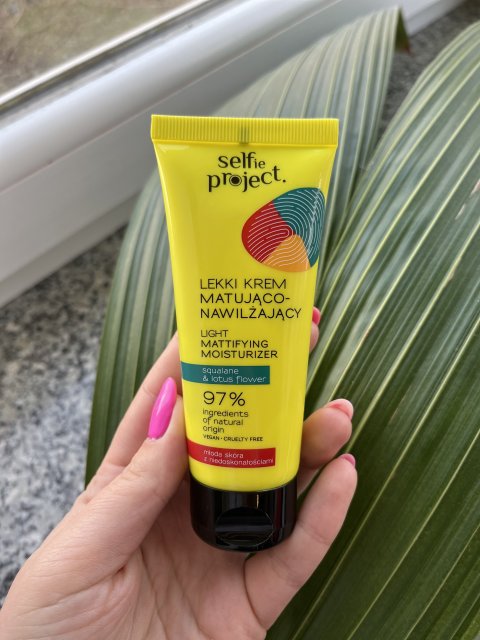 selfie
project.
LEKKI KREM
MATUJĄCO-
NAWILŻAJĄCY
LIGHT
MATTIFYING
MOISTURIZER
squalane
& lotus flower
97%
ingredients
of natural
origin
VEGAN • CRUELTY FREE
młoda skóra
z niedoskonałościami